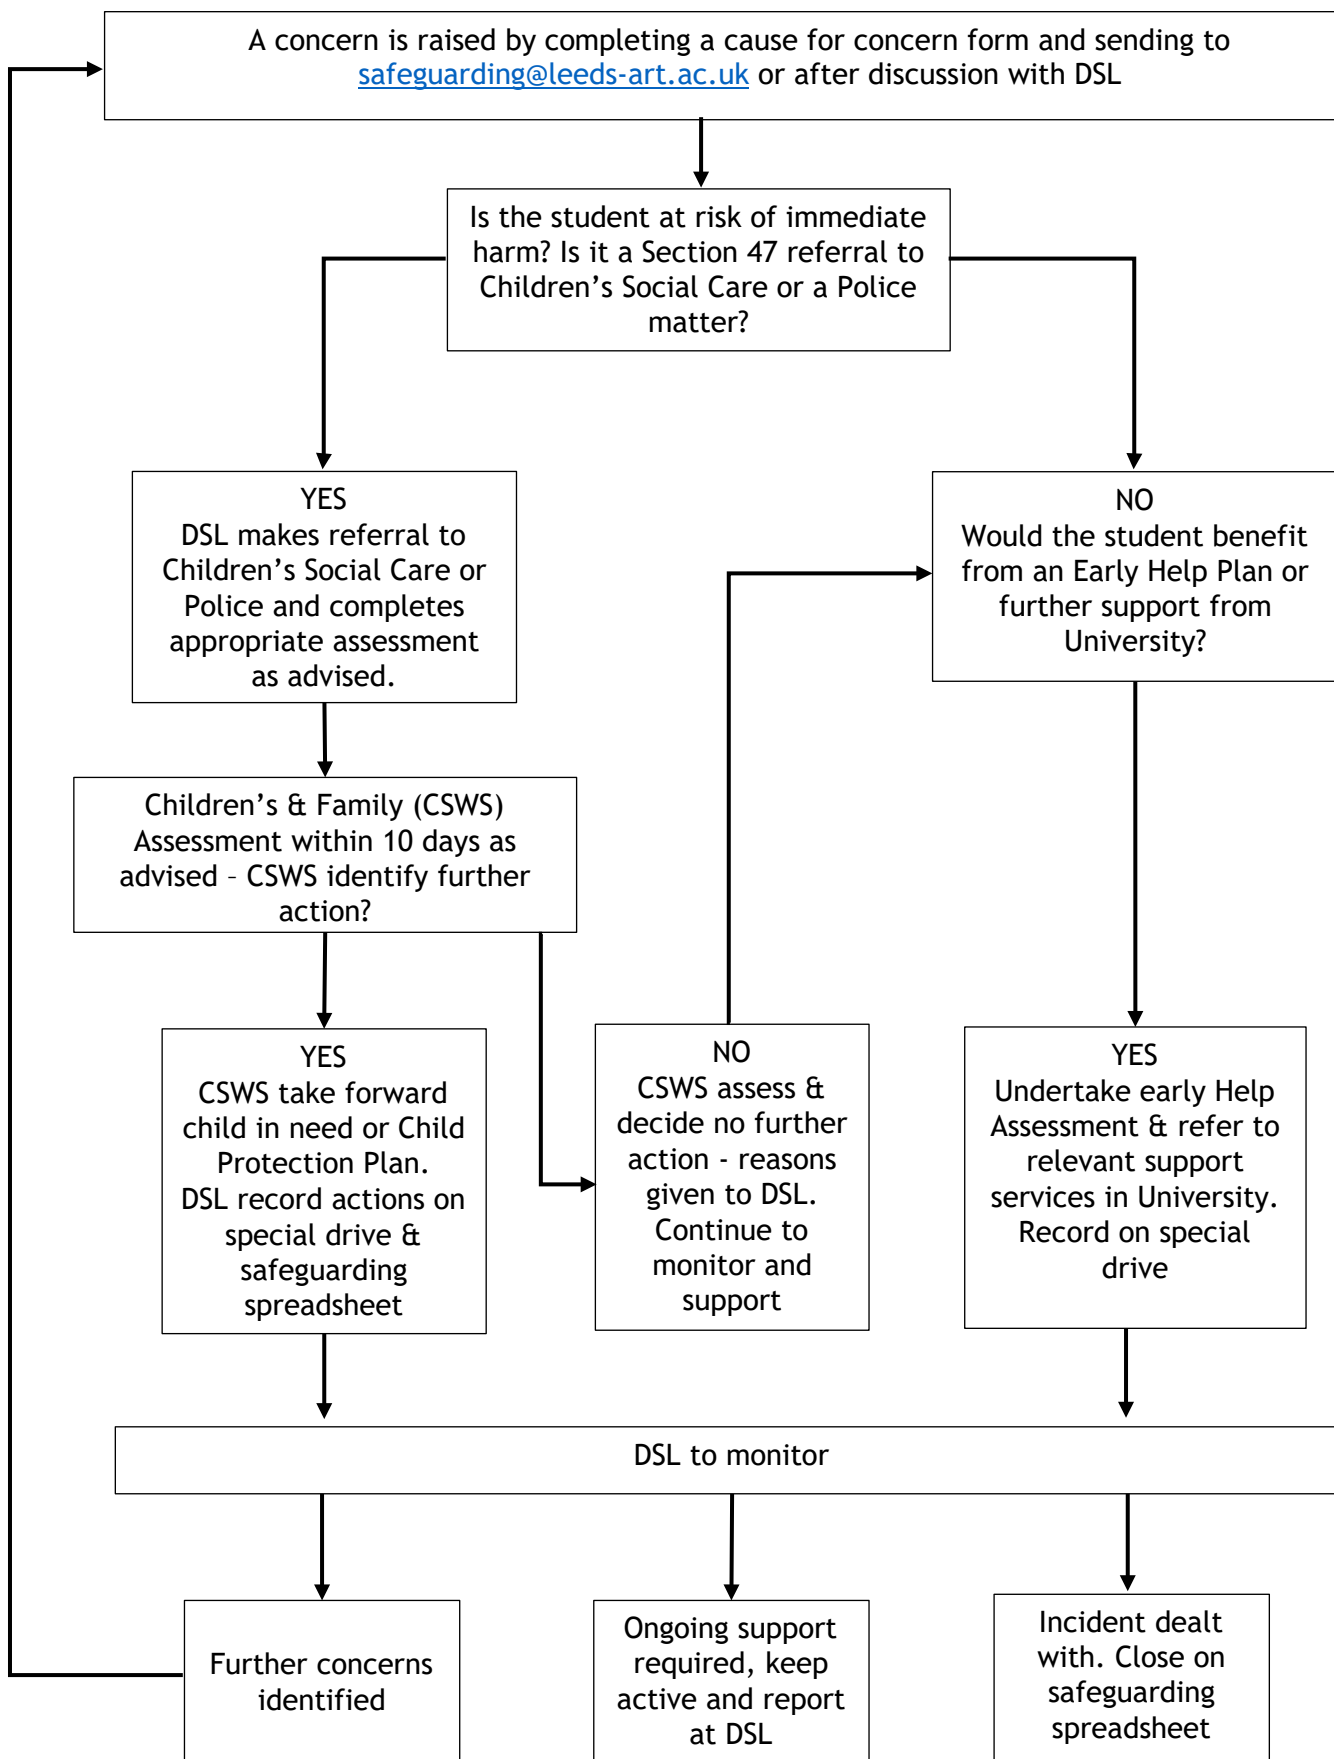 A concern is raised by completing a cause for concern form and sending to
safeguarding@leeds-art.ac.uk or after discussion with DSL
Is the student at risk of immediate
harm? Is it a Section 47 referral to
Children’s Social Care or a Police
matter?
YES
DSL makes referral to
Children’s Social Care or
Police and completes
appropriate assessment
as advised.
NO
Would the student benefit
from an Early Help Plan or
further support from
University?
Children’s & Family (CSWS)
Assessment within 10 days as
advised – CSWS identify further
action?
YES
CSWS take forward
child in need or Child
Protection Plan.
DSL record actions on
special drive &
safeguarding
spreadsheet
NO
CSWS assess &
decide no further
action - reasons
given to DSL.
Continue to
monitor and
support
YES
Undertake early Help
Assessment & refer to
relevant support
services in University.
Record on special
drive
DSL to monitor
Further concerns
identified
Ongoing support
required, keep
active and report
at DSL
Incident dealt
with. Close on
safeguarding
spreadsheet